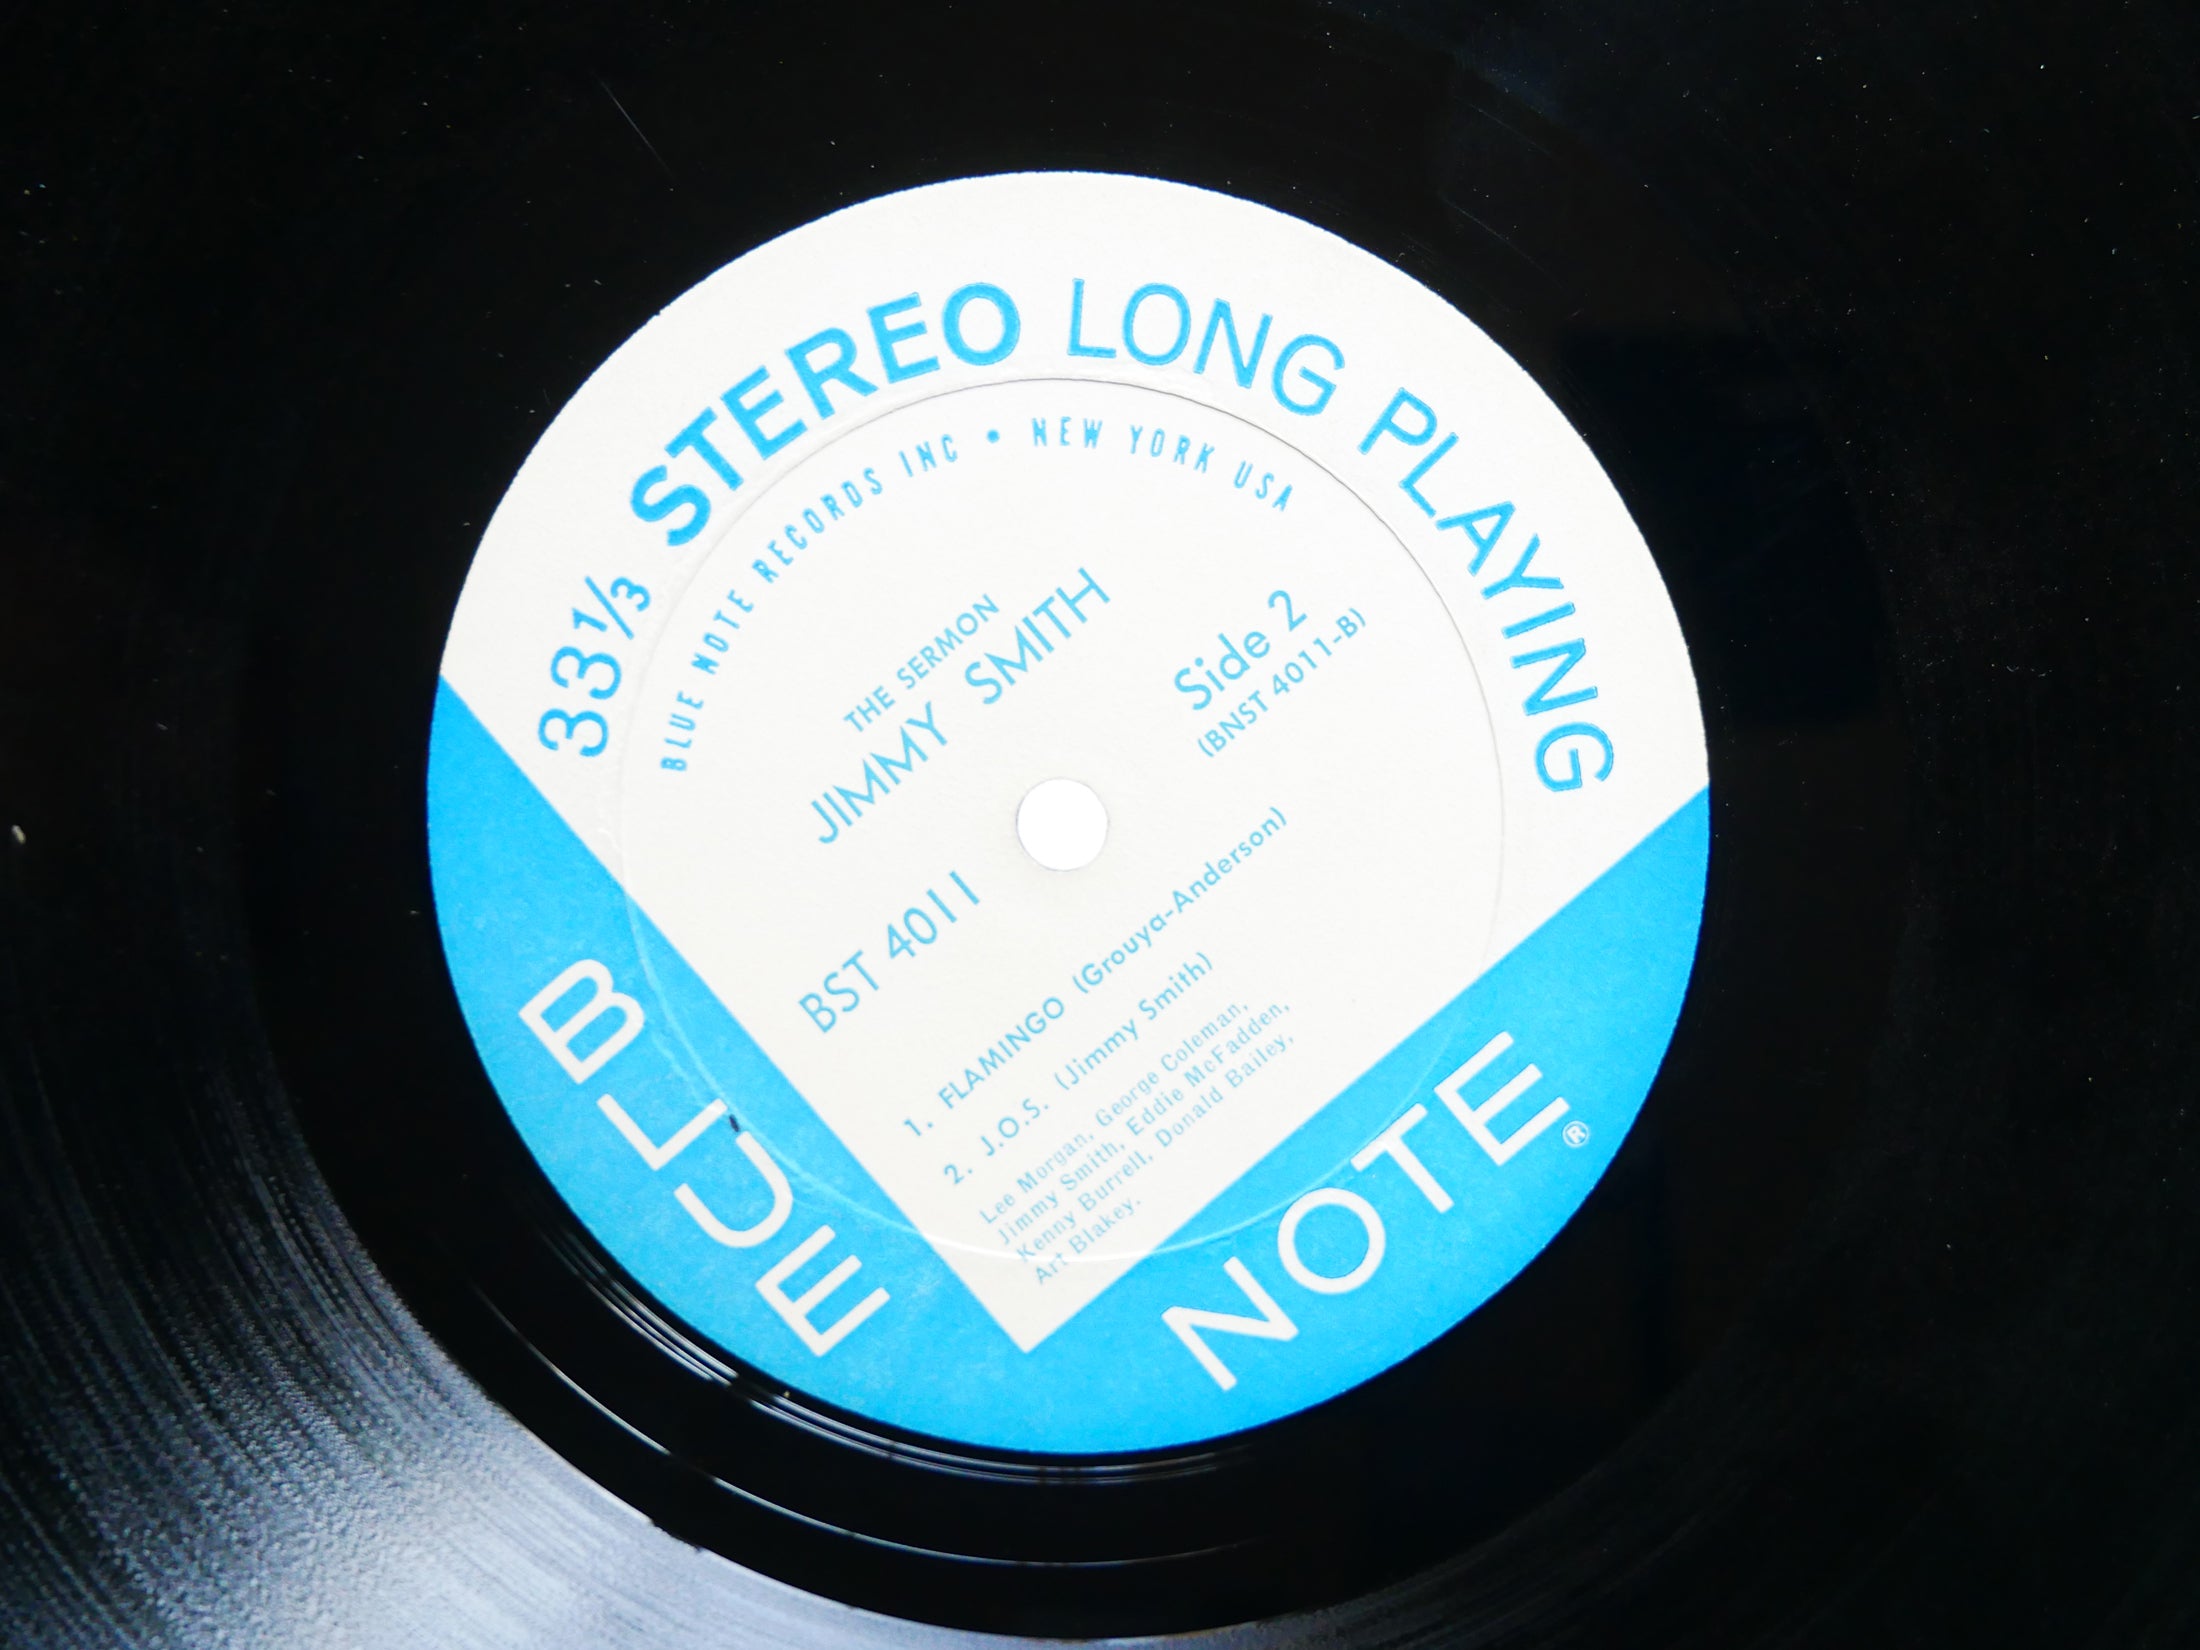 33 1/3 STEREO LONG PLAYING
BLUE NOTE RECORDS INC • NEW YORK USA
THE SERMON
JIMMY SMITH
Side 2
(BNST 4011-B)
BST 4011
1. FLAMINGO (Grouya-Anderson)
2. J.O.S. (Jimmy Smith)
Lee Morgan, George Coleman,
Jimmy Smith, Eddie McFadden,
Kenny Burrell, Donald Bailey,
Art Blakey.
BLUE NOTE®